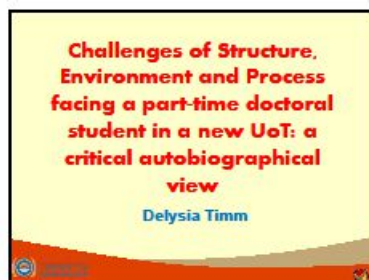 Challenges of Structure,
Environment and Process
facing a part-time doctoral
student in a new UoT: a
critical autobiographical
view
Delysia Timm